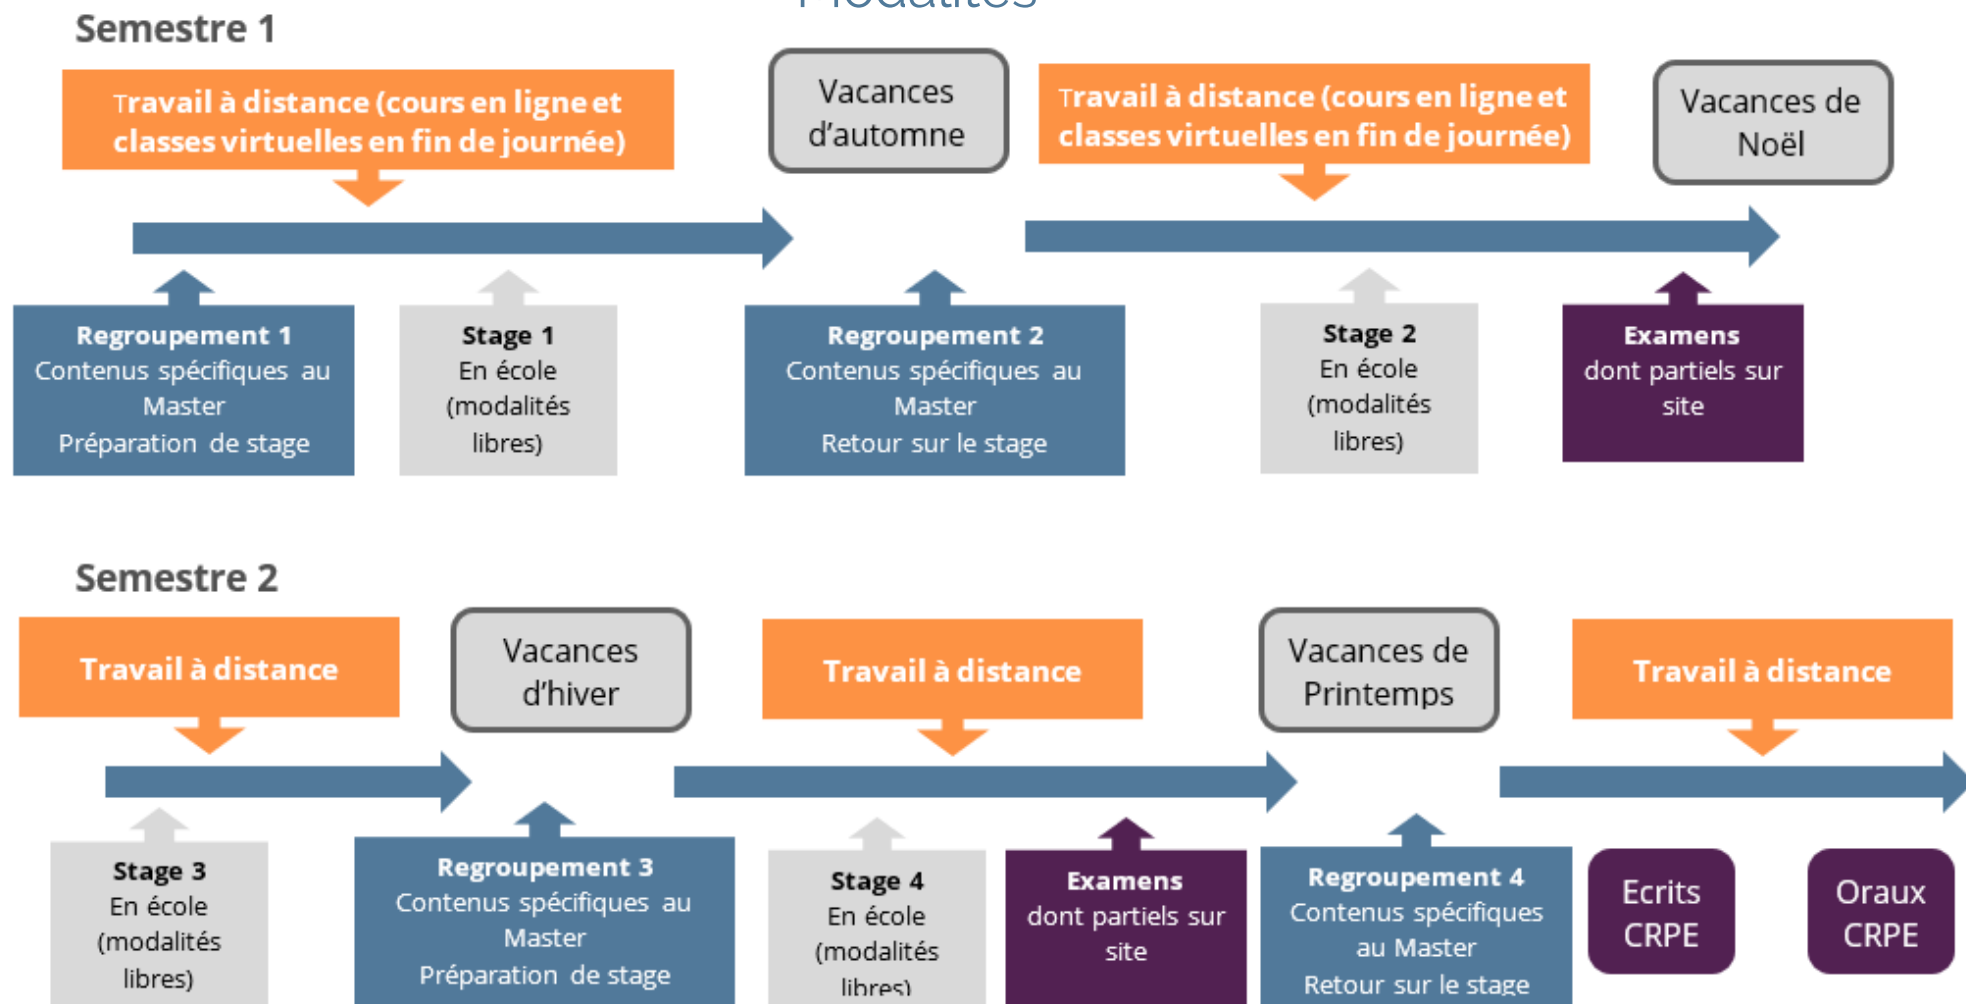 Modalités
Semestre 1
Travail à distance (cours en ligne et
classes virtuelles en fin de journée)
Vacances
d'automne
Travail à distance (cours en ligne et
classes virtuelles en fin de journée)
Vacances de
Noël
Regroupement 1
Contenus spécifiques au
Master
Préparation de stage
Stage 1
En école
(modalités
libres)
Regroupement 2
Contenus spécifiques au
Master
Retour sur le stage
Stage 2
En école
(modalités
libres)
Examens
dont partiels sur
site
Semestre 2
Travail à distance
Vacances
d'hiver
Travail à distance
Vacances de
Printemps
Travail à distance
Stage 3
En école
(modalités
libres)
Regroupement 3
Contenus spécifiques au
Master
Préparation de stage
Stage 4
En école
(modalités
libres)
Examens
dont partiels sur
site
Regroupement 4
Contenus spécifiques
au Master
Retour sur le stage
Ecrits
CRPE
Oraux
CRPE